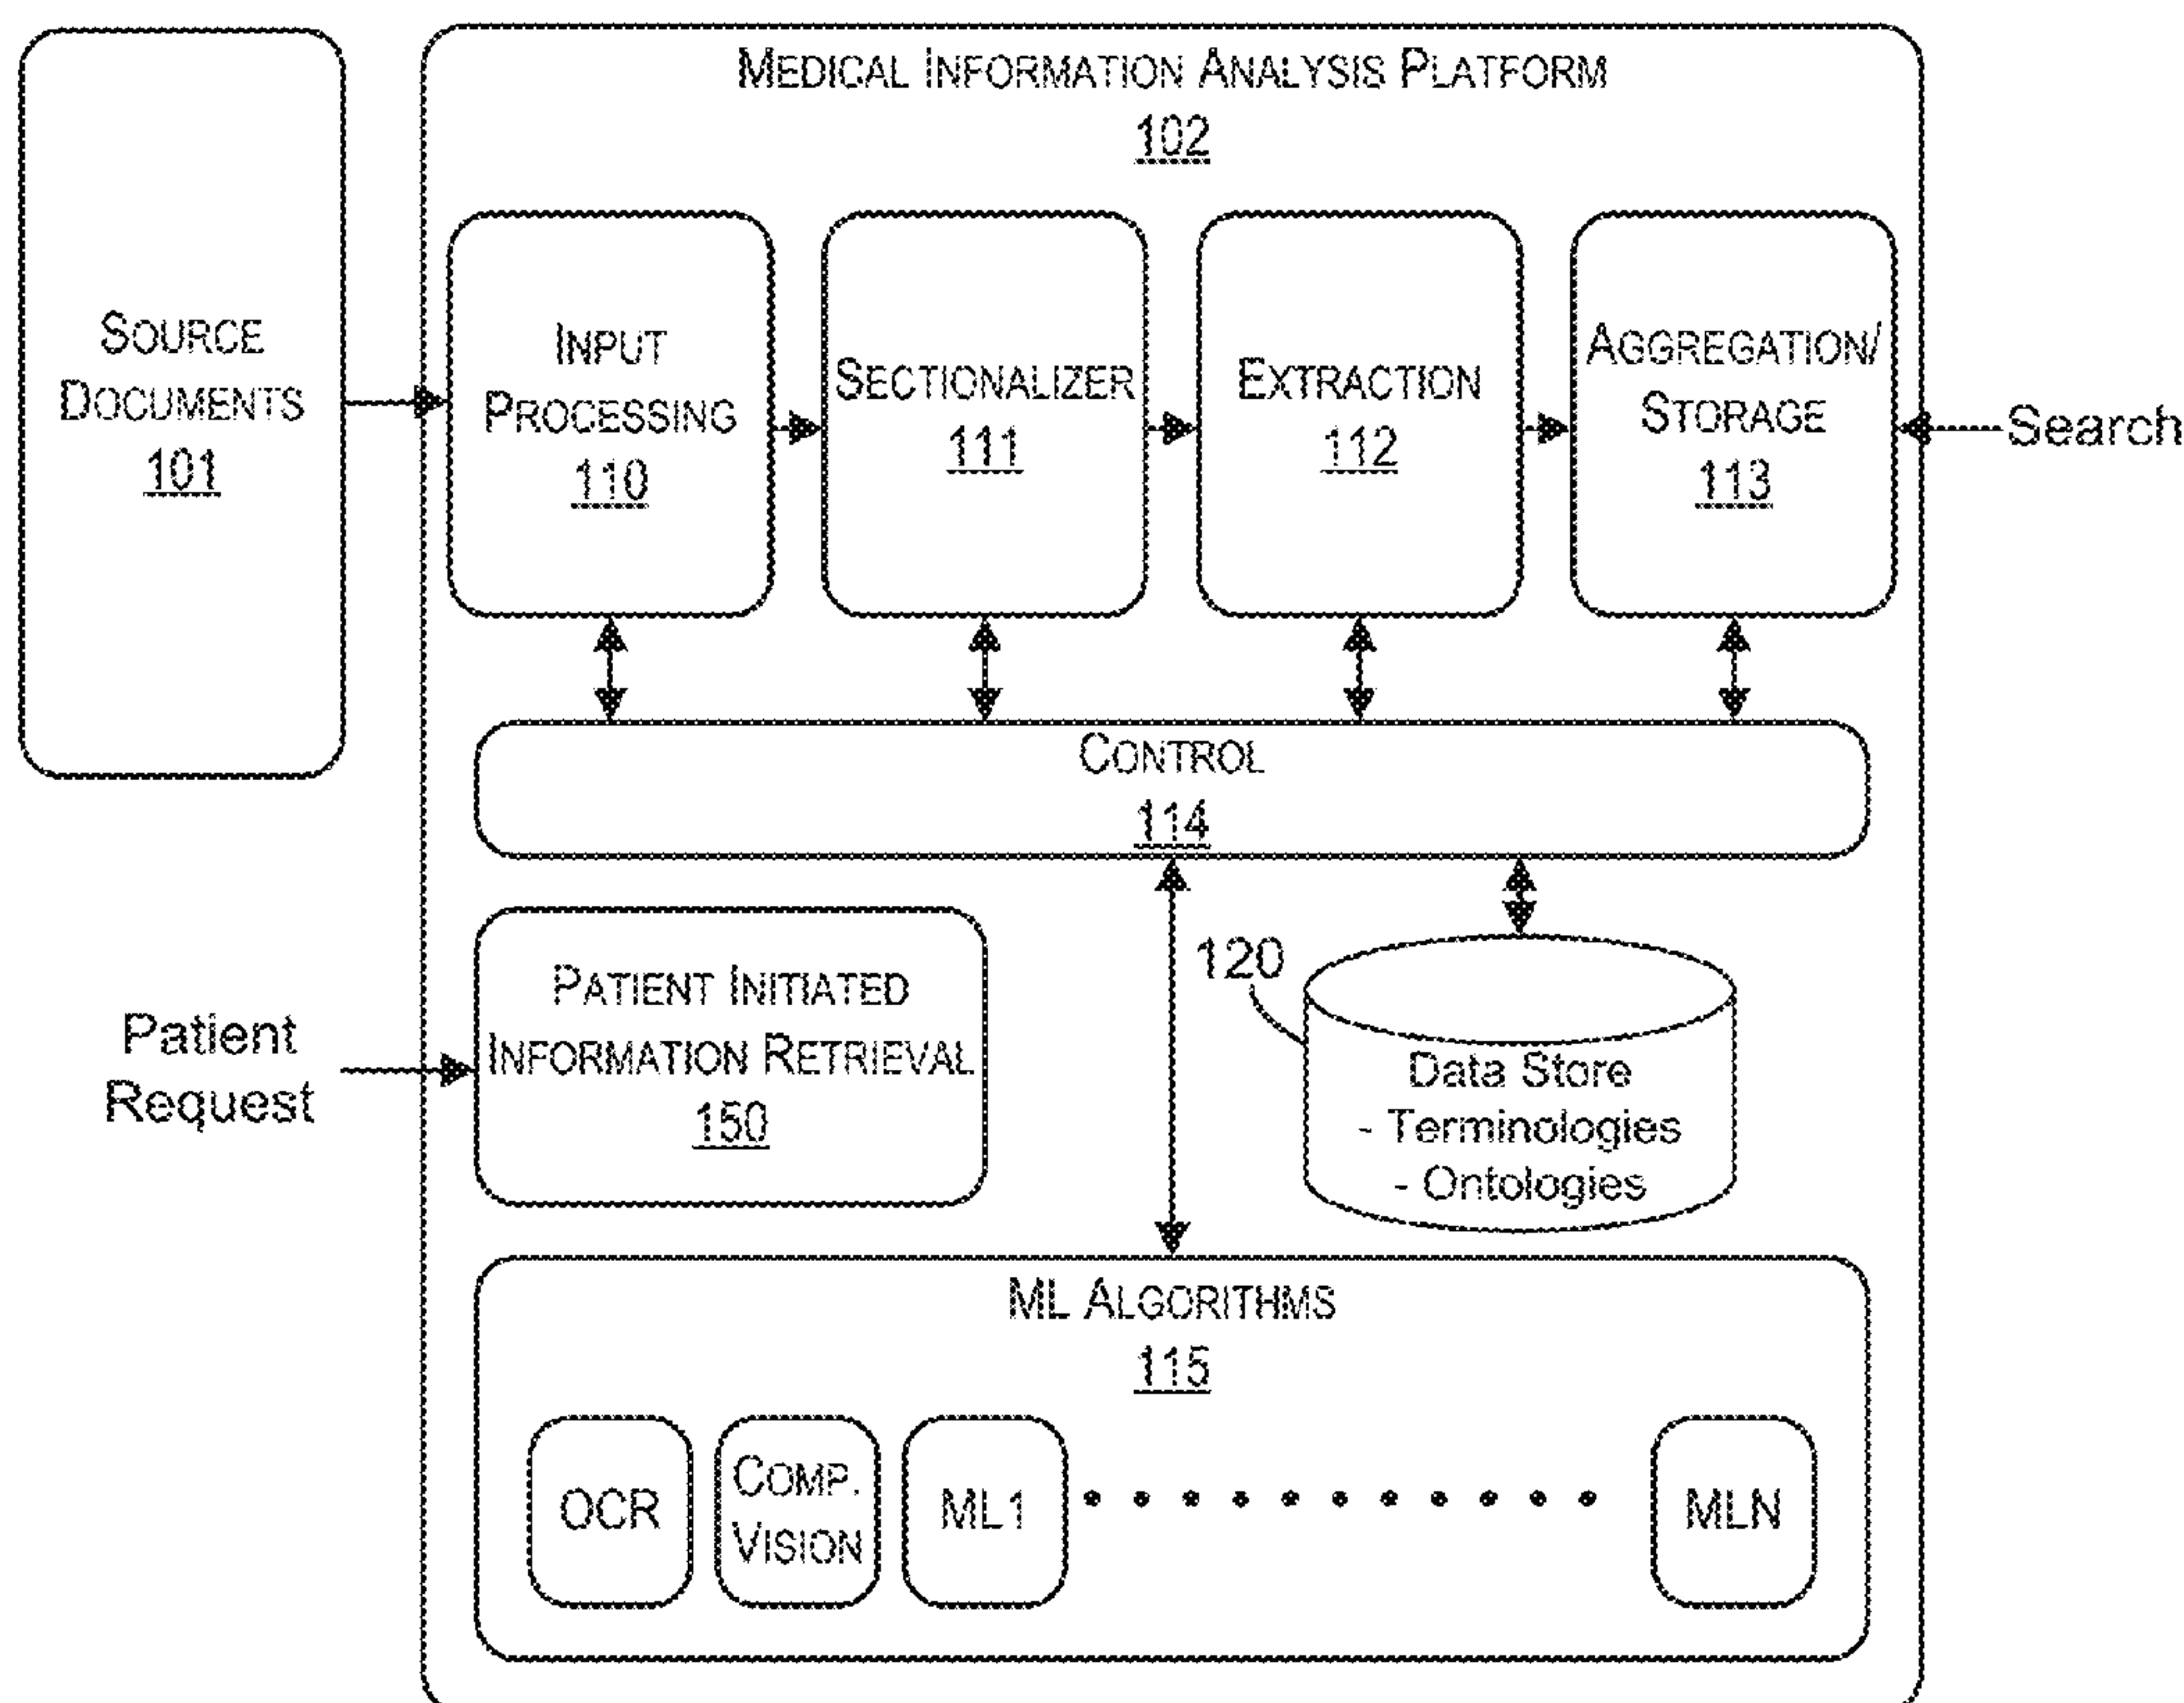 MEDICAL INFORMATION ANALYSIS PLATFORM
102
SOURCE
DOCUMENTS
101
INPUT
PROCESSING
110
SECTIONALIZER
111
EXTRACTION
112
AGGREGATION/
STORAGE
113
Search
CONTROL
114
Patient
Request
PATIENT INITIATED
INFORMATION RETRIEVAL
150
120
Data Store
- Terminologies
- Ontologies
ML ALGORITHMS
115
OCR
COMP.
VISION
ML1
MLN